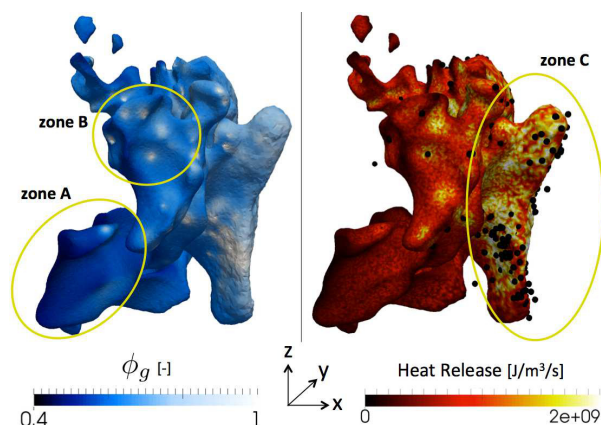 zone C
zone B
zone A
ϕg [-]
0.4
1
z
y
x
Heat Release [J/m³/s]
0
2e+09